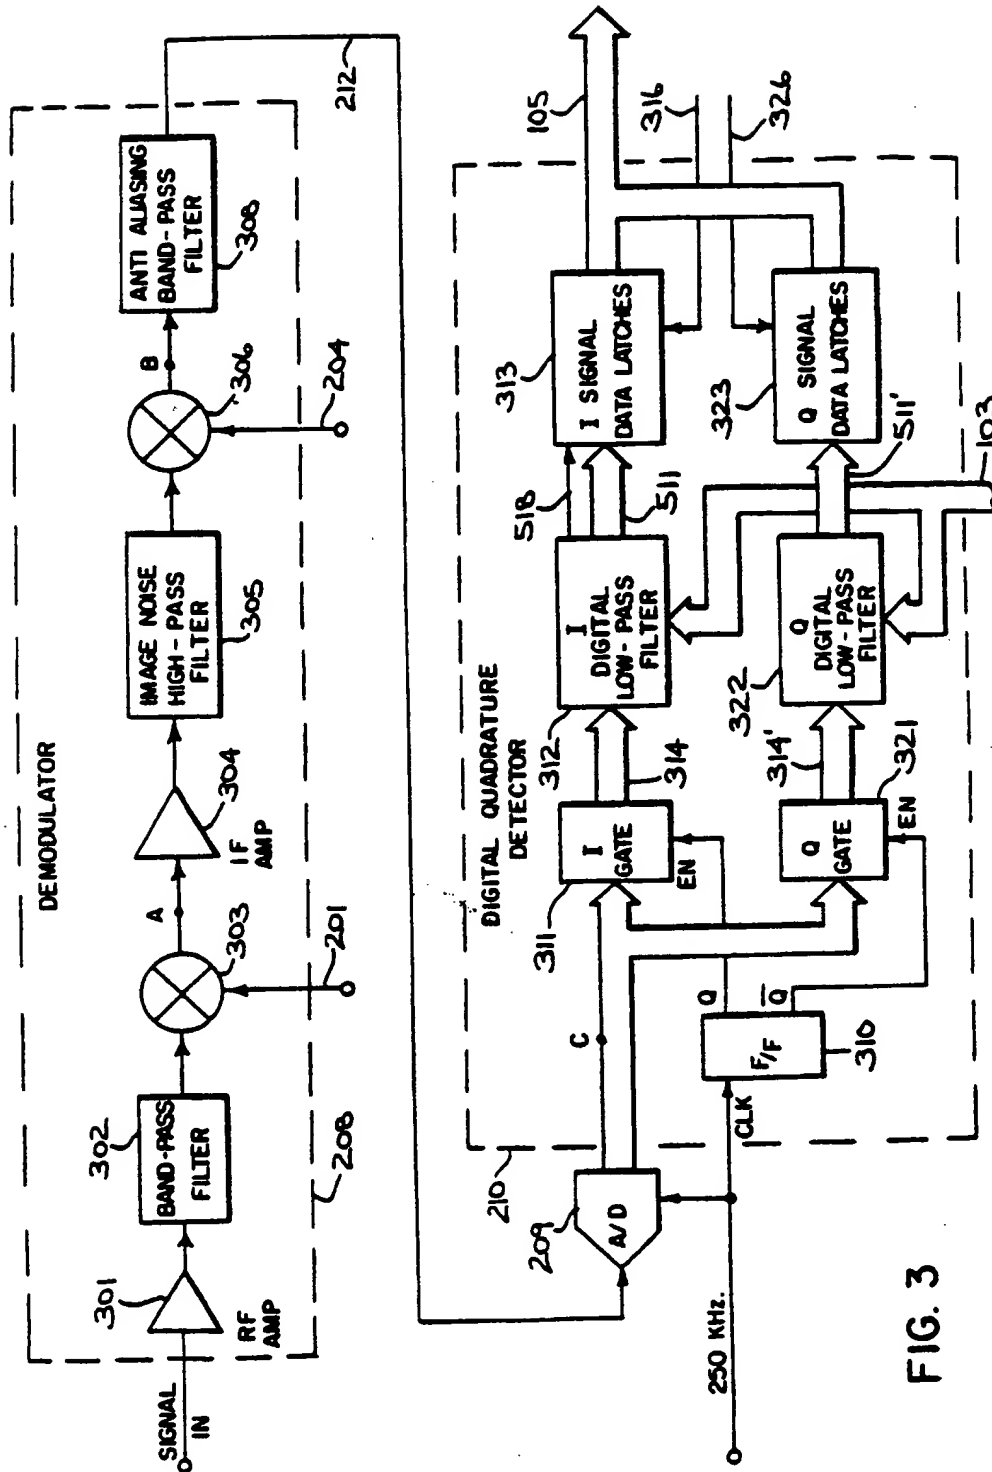 DEMODULATOR
SIGNAL
IN
301
RF
AMP
302
BAND-PASS
FILTER
208
303
201
A
304
IF
AMP
IMAGE NOISE
HIGH-PASS
FILTER
305
306
204
B
ANTI ALIASING
BAND-PASS
FILTER
308
212
DIGITAL QUADRATURE
DETECTOR
210
209
A/D
250 KHz.
CLK
C
F/F
310
Q
Q̅
311
I
GATE
EN
Q
GATE
321
EN
314
314'
312
I
DIGITAL
LOW-PASS
FILTER
322
Q
DIGITAL
LOW-PASS
FILTER
518
511
511'
103
313
I SIGNAL
DATA LATCHES
323
Q SIGNAL
DATA LATCHES
105
316
326
FIG. 3